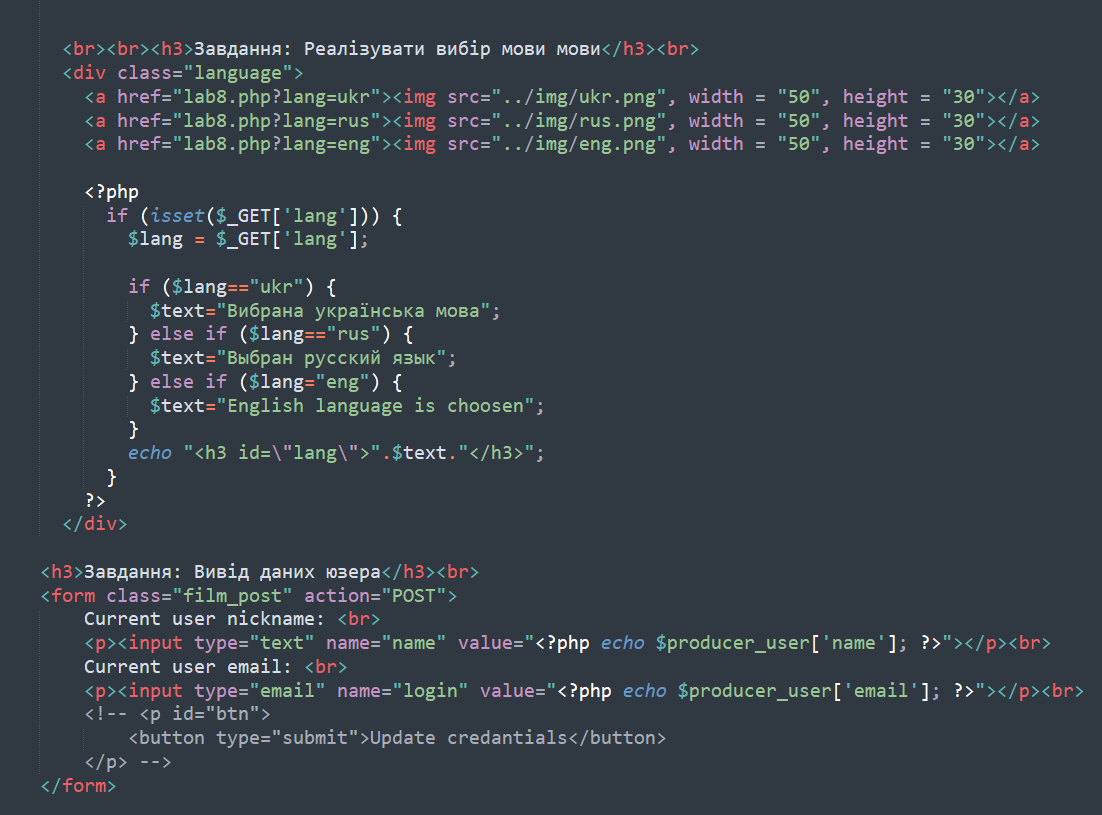 <br><br><h3>Завдання: Реалізувати вибір мови мови</h3><br>
<div class="language">
<a href="lab8.php?lang=ukr"><img src="../img/ukr.png", width = "50", height = "30"></a>
<a href="lab8.php?lang=rus"><img src="../img/rus.png", width = "50", height = "30"></a>
<a href="lab8.php?lang=eng"><img src="../img/eng.png", width = "50", height = "30"></a>
<?php
if (isset($_GET['lang'])) {
$lang = $_GET['lang'];
if ($lang=="ukr") {
$text="Вибрана українська мова";
} else if ($lang=="rus") {
$text="Выбран русский язык";
} else if ($lang="eng") {
$text="English language is choosen";
}
echo "<h3 id=\"lang\">".$text."</h3>";
}
?>
</div>
<h3>Завдання: Вивід даних юзера</h3><br>
<form class="film_post" action="POST">
Current user nickname: <br>
<p><input type="text" name="name" value="<?php echo $producer_user['name']; ?>"></p><br>
Current user email: <br>
<p><input type="email" name="login" value="<?php echo $producer_user['email']; ?>"></p><br>
<!-- <p id="btn">
<button type="submit">Update credantials</button>
</p> -->
</form>